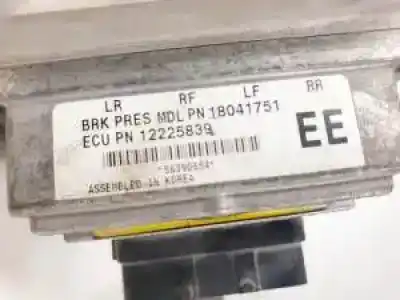 LR RF LF RR
BRK PRES MDL PN 18041751
ECU PN 12225839
EE
ASSEMBLED IN KOREA